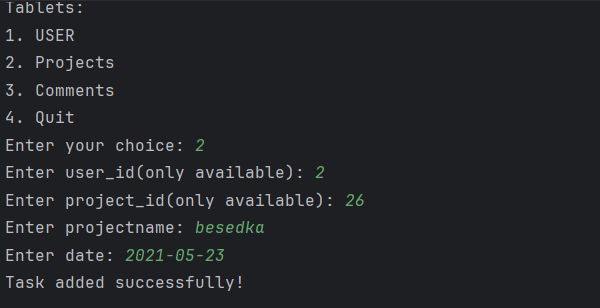 Tablets:
1. USER
2. Projects
3. Comments
4. Quit
Enter your choice: 2
Enter user_id(only available): 2
Enter project_id(only available): 26
Enter projectname: besedka
Enter date: 2021-05-23
Task added successfully!